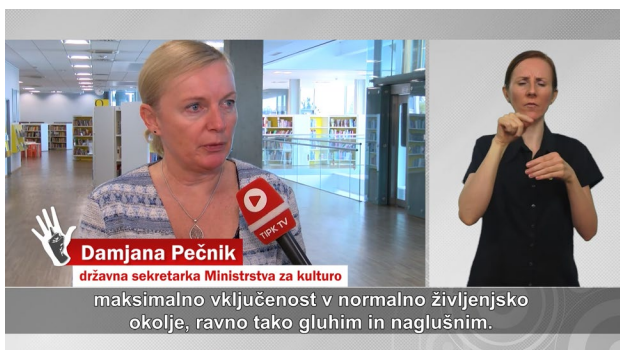 TIPK.TV
Damjana Pečnik
državna sekretarka Ministrstva za kulturo
maksimalno vključenost v normalno življenjsko
okolje, ravno tako gluhim in naglušnim.